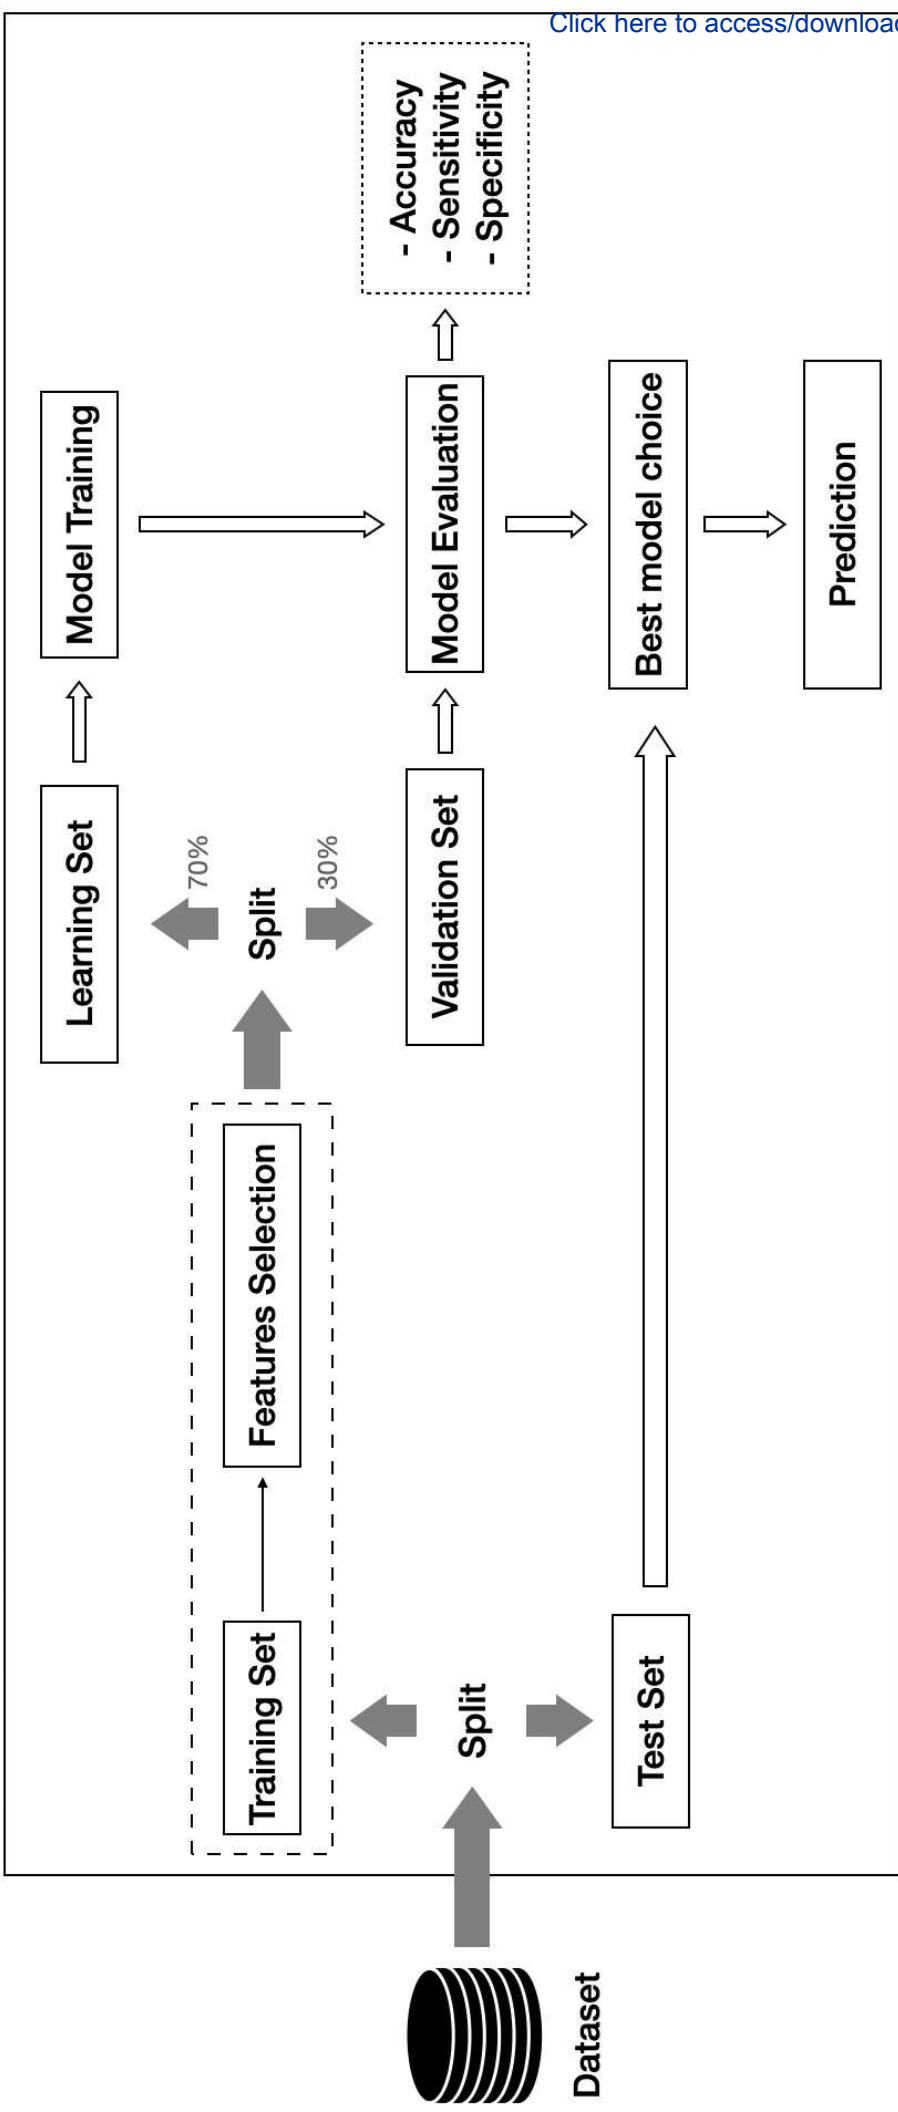 Click here to access/download
Dataset
Split
Training Set
Features Selection
Test Set
Split
70%
30%
Learning Set
Validation Set
Model Training
Model Evaluation
- Accuracy
- Sensitivity
- Specificity
Best model choice
Prediction